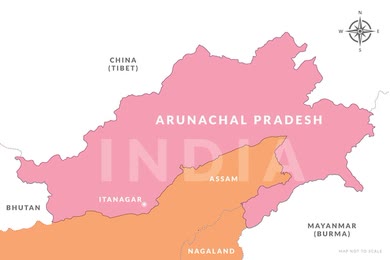 N
W
E
S
CHINA
(TIBET)
ARUNACHAL PRADESH
INDIA
ASSAM
ITANAGAR
BHUTAN
MAYANMAR
(BURMA)
NAGALAND
MAP NOT TO SCALE